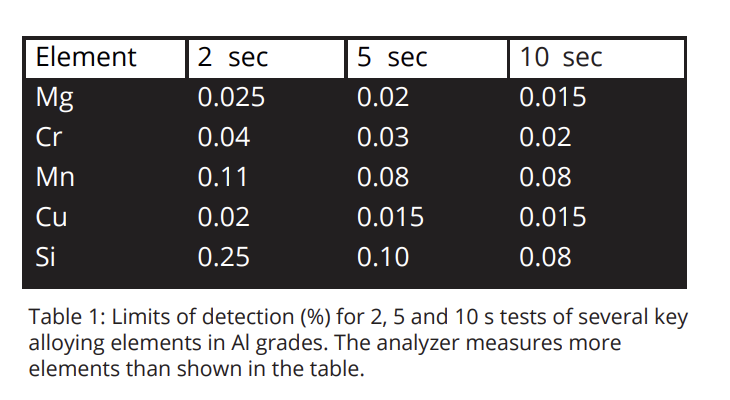 Element 2 sec 5 sec 10 sec
Mg 0.025 0.02 0.015
Cr 0.04 0.03 0.02
Mn 0.11 0.08 0.08
Cu 0.02 0.015 0.015
Si 0.25 0.10 0.08
Table 1: Limits of detection (%) for 2, 5 and 10 s tests of several key
alloying elements in Al grades. The analyzer measures more
elements than shown in the table.